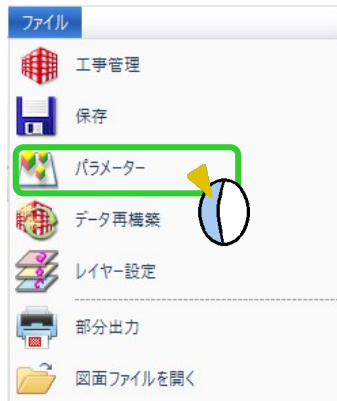 ファイル
工事管理
保存
パラメーター
データ再構築
レイヤー設定
部分出力
図面ファイルを開く